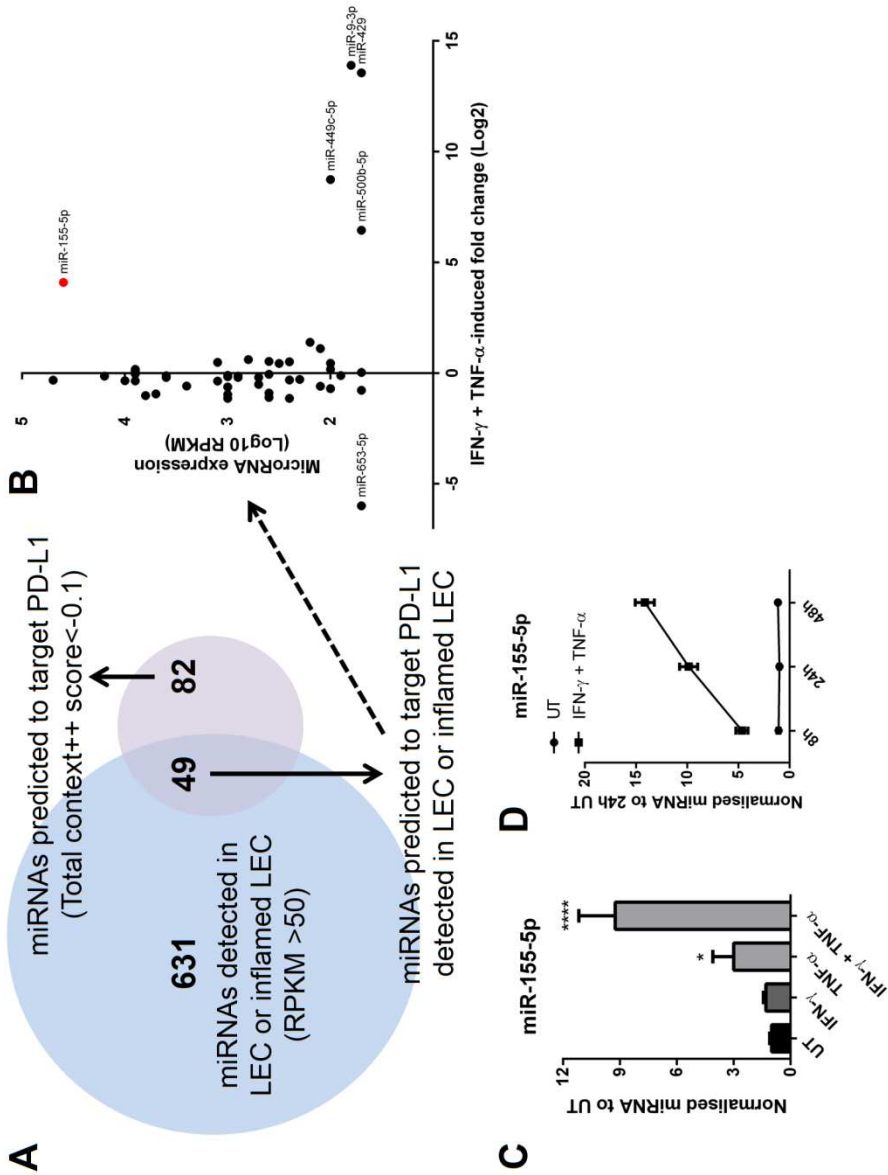 A
miRNAs predicted to target PD-L1
(Total context++ score<-0.1)
631
49
82
miRNAs detected in
LEC or inflamed LEC
(RPKM >50)
miRNAs predicted to target PD-L1
detected in LEC or inflamed LEC
B
MicroRNA expression
(Log10 RPKM)
5
4
3
2
-5
0
5
10
15
IFN-γ + TNF-α-induced fold change (Log2)
miR-155-5p
miR-9-3p
miR-429
miR-449c-5p
miR-500b-5p
miR-653-5p
C
miR-155-5p
Normalised miRNA to UT
12
9
6
3
0
*
****
UT
IFN-γ
TNF-α
IFN-γ + TNF-α
D
miR-155-5p
UT
IFN-γ + TNF-α
Normalised miRNA to 24h UT
20
15
10
5
0
8h
24h
48h